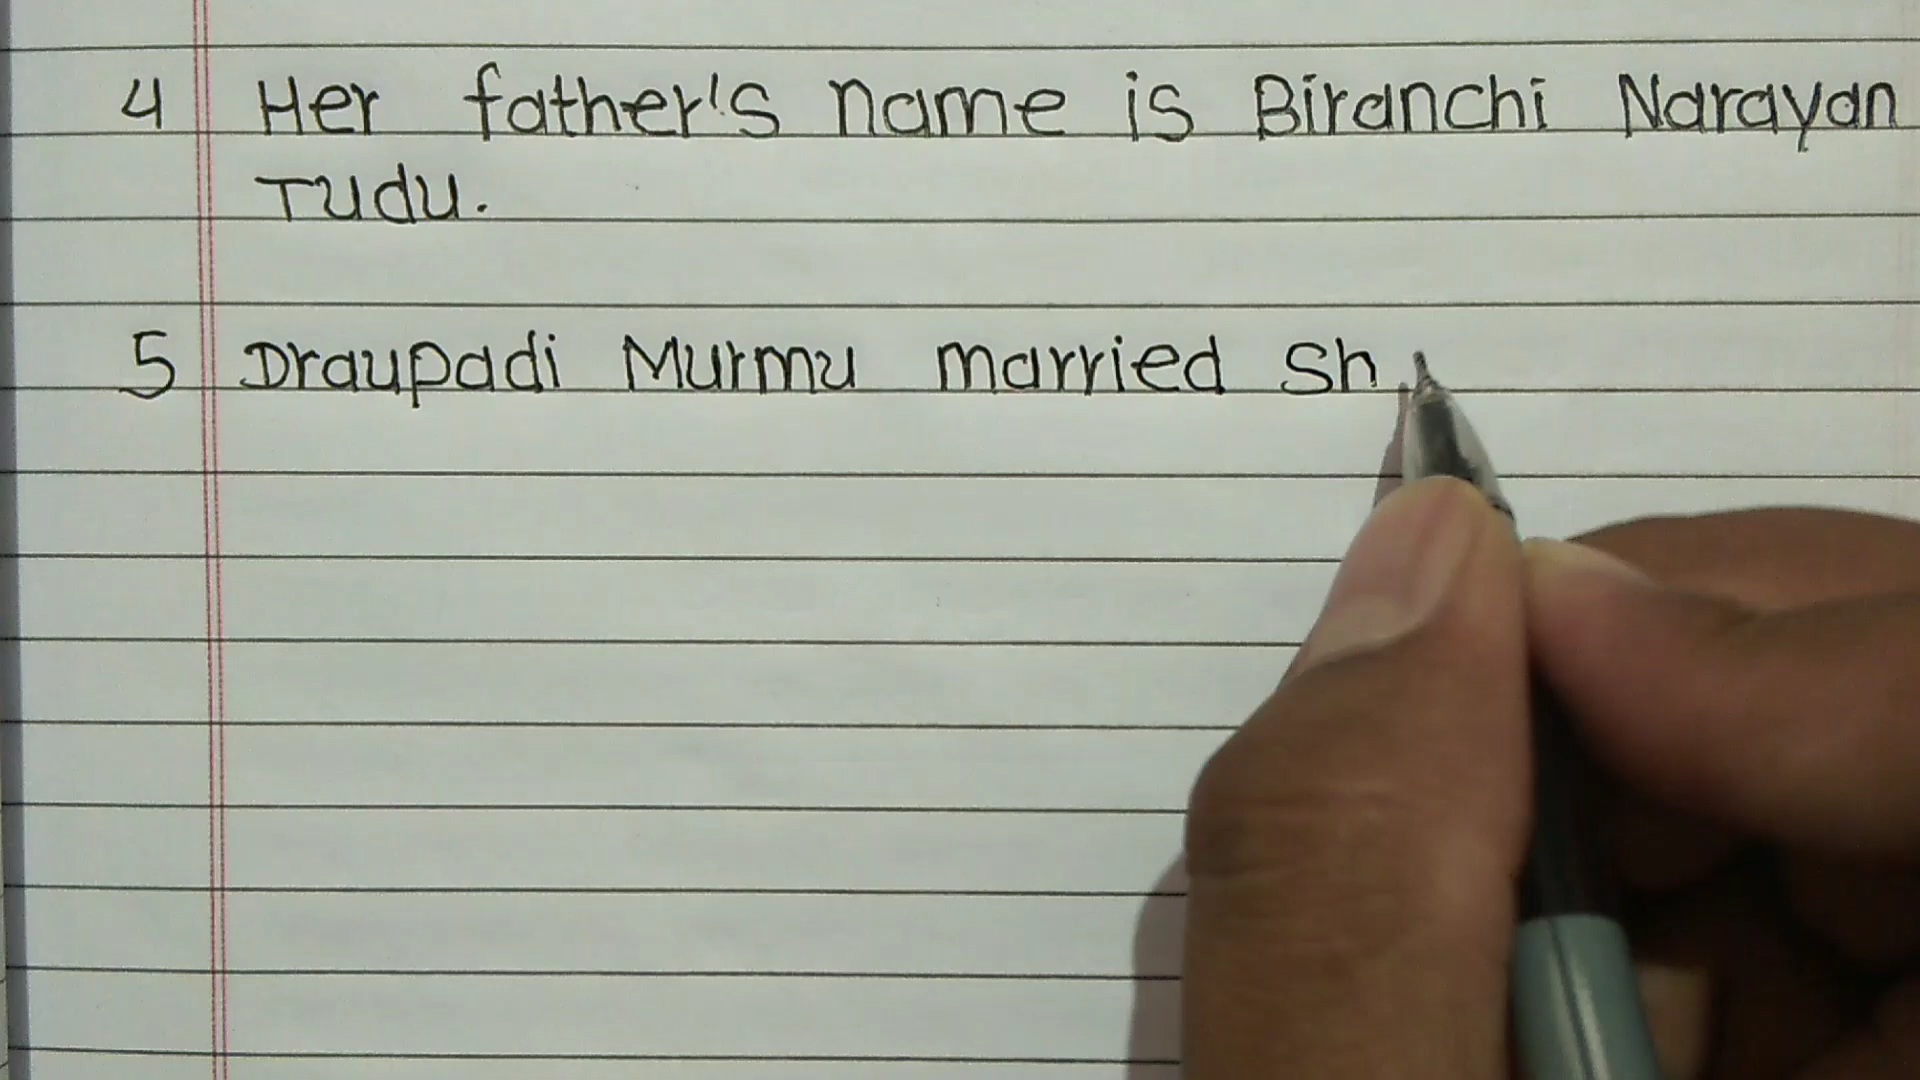 4 Her father's name is Biranchi Narayan
Tudu.
5 Draupadi Murmu married Sh